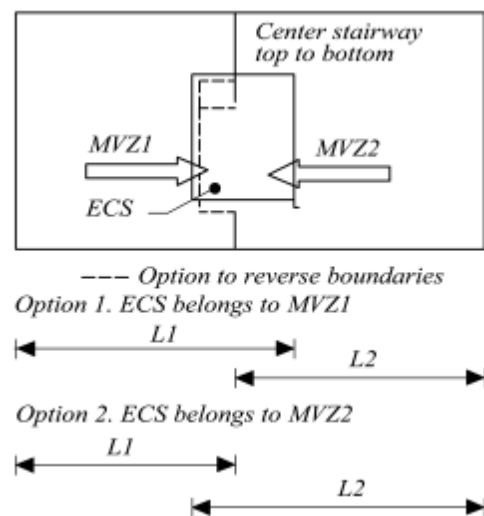 Center stairway
top to bottom
MVZ1
MVZ2
ECS
---- Option to reverse boundaries
Option 1. ECS belongs to MVZ1
L1
L2
Option 2. ECS belongs to MVZ2
L1
L2